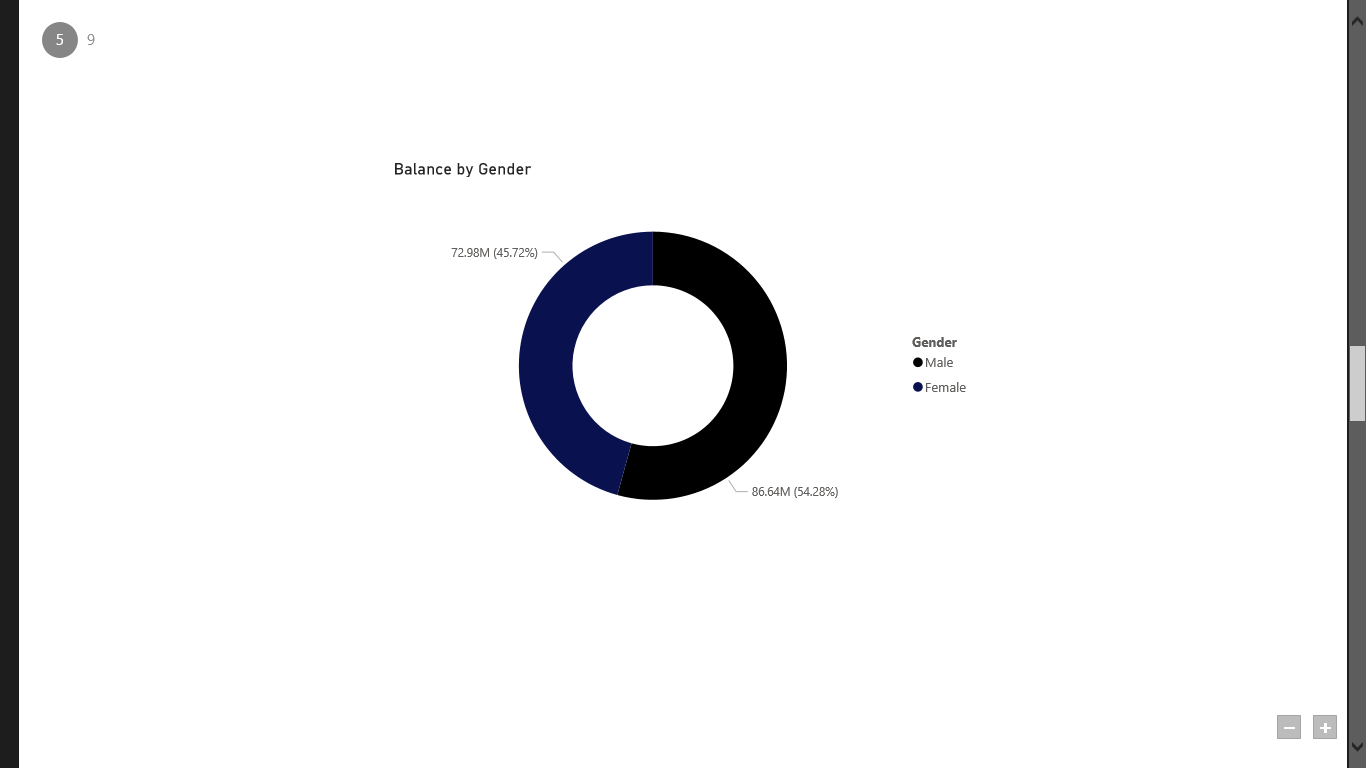 5 9
Balance by Gender
72.98M (45.72%)
Gender
Male
Female
86.64M (54.28%)